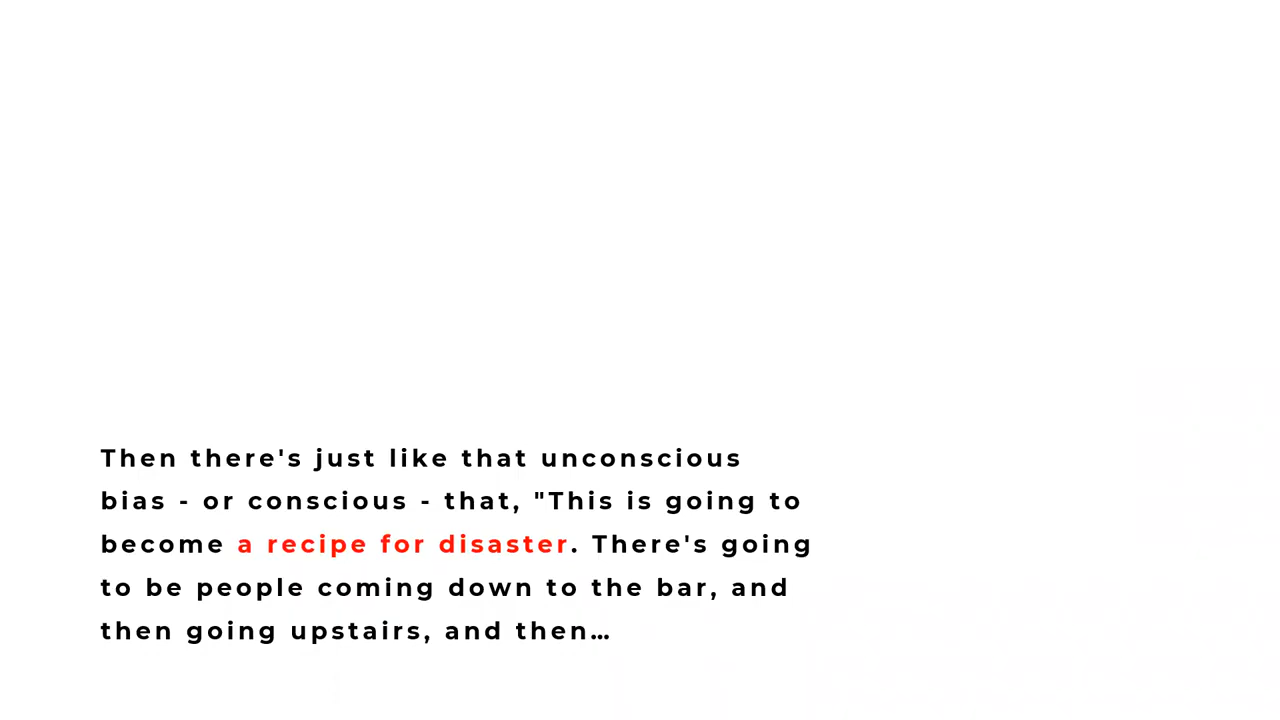 Then there's just like that unconscious
bias - or conscious - that, "This is going to
become a recipe for disaster. There's going
to be people coming down to the bar, and
then going upstairs, and then…